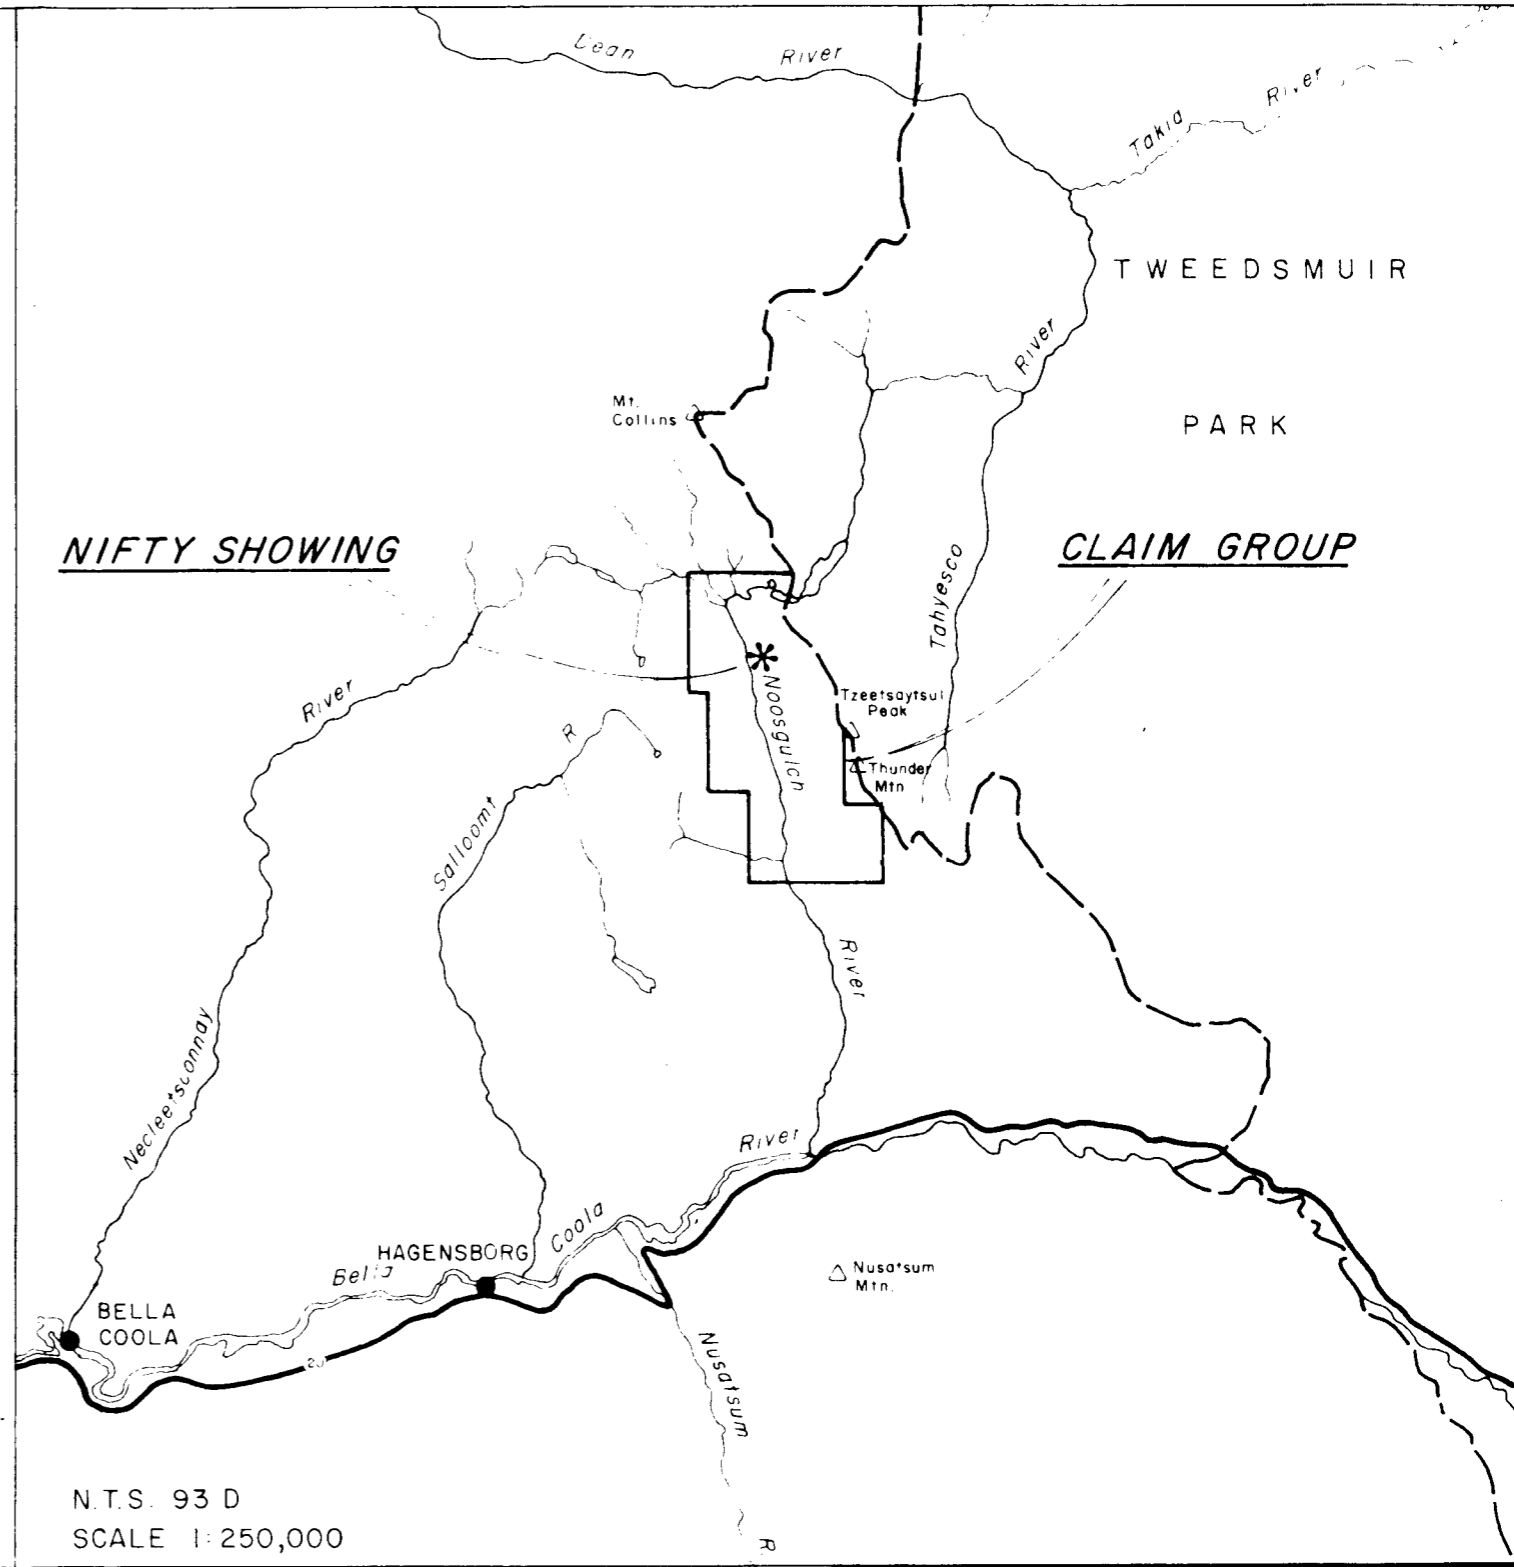 Dean River
Takia River
TWEEDSMUIR
River
PARK
Mt.
Collins
NIFTY SHOWING
CLAIM GROUP
Tahyesco
River
Noosgulch
Tzeetsaytsul
Peak
Thunder
Mtn
R
Salloomt
River
Necleetsconnay
River
Coola
HAGENSBORG
Bella
Nusatsum
Mtn.
BELLA
COOLA
20
Nusatsum
R
N.T.S. 93 D
SCALE 1:250,000